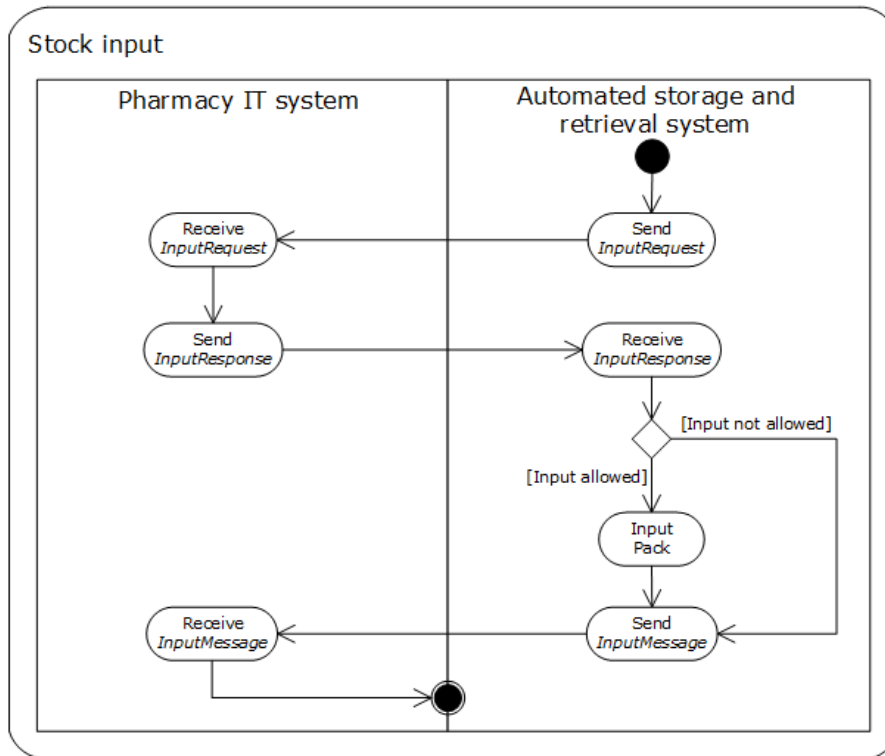 Stock input
Pharmacy IT system
Automated storage and
retrieval system
Receive
InputRequest
Send
InputRequest
Send
InputResponse
Receive
InputResponse
[Input not allowed]
[Input allowed]
Input
Pack
Receive
InputMessage
Send
InputMessage